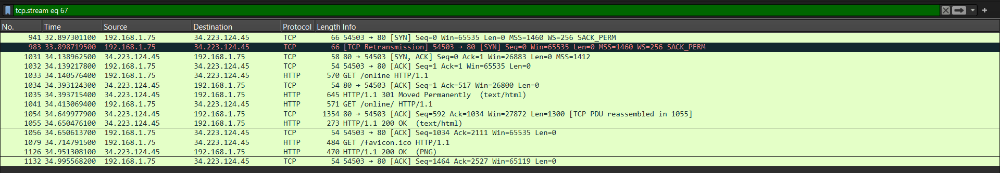 tcp.stream eq 67
No. Time Source Destination Protocol Length Info
941 32.897301100 192.168.1.75 34.223.124.45 TCP 66 54503 → 80 [SYN] Seq=0 Win=65535 Len=0 MSS=1460 WS=256 SACK_PERM
983 33.898719500 192.168.1.75 34.223.124.45 TCP 66 [TCP Retransmission] 54503 → 80 [SYN] Seq=0 Win=65535 Len=0 MSS=1460 WS=256 SACK_PERM
1031 34.138962500 34.223.124.45 192.168.1.75 TCP 58 80 → 54503 [SYN, ACK] Seq=0 Ack=1 Win=26883 Len=0 MSS=1412
1032 34.139217800 192.168.1.75 34.223.124.45 TCP 54 54503 → 80 [ACK] Seq=1 Ack=1 Win=65535 Len=0
1033 34.140576400 192.168.1.75 34.223.124.45 HTTP 570 GET /online HTTP/1.1
1034 34.393124300 34.223.124.45 192.168.1.75 TCP 54 80 → 54503 [ACK] Seq=1 Ack=517 Win=26800 Len=0
1035 34.393715400 34.223.124.45 192.168.1.75 HTTP 645 HTTP/1.1 301 Moved Permanently (text/html)
1041 34.413069400 192.168.1.75 34.223.124.45 HTTP 571 GET /online/ HTTP/1.1
1054 34.649977900 34.223.124.45 192.168.1.75 TCP 1354 80 → 54503 [ACK] Seq=592 Ack=1034 Win=27872 Len=1300 [TCP PDU reassembled in 1055]
1055 34.650476100 34.223.124.45 192.168.1.75 HTTP 273 HTTP/1.1 200 OK (text/html)
1056 34.650613700 192.168.1.75 34.223.124.45 TCP 54 54503 → 80 [ACK] Seq=1034 Ack=2111 Win=65535 Len=0
1079 34.714791500 192.168.1.75 34.223.124.45 HTTP 484 GET /favicon.ico HTTP/1.1
1126 34.951308100 34.223.124.45 192.168.1.75 HTTP 470 HTTP/1.1 200 OK (PNG)
1132 34.995568200 192.168.1.75 34.223.124.45 TCP 54 54503 → 80 [ACK] Seq=1464 Ack=2527 Win=65119 Len=0